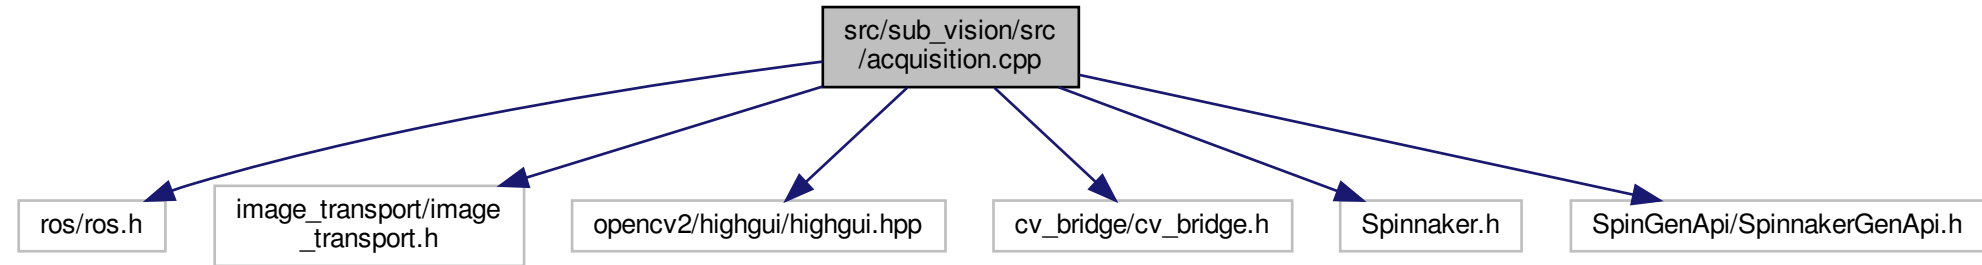 src/sub_vision/src
/acquisition.cpp
ros/ros.h
image_transport/image
_transport.h
opencv2/highgui/highgui.hpp
cv_bridge/cv_bridge.h
Spinnaker.h
SpinGenApi/SpinnakerGenApi.h